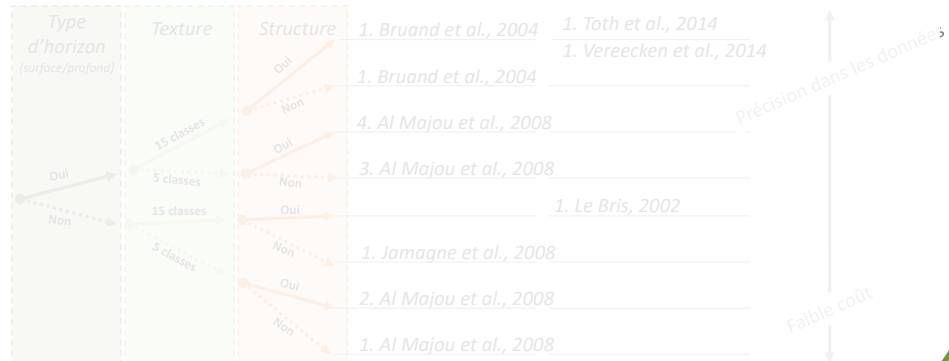 Type
d'horizon
(surface/profond)
Texture
Structure
1. Bruand et al., 2004
1. Toth et al., 2014
1. Vereecken et al., 2014
Oui
1. Bruand et al., 2004
Non
15 classes
4. Al Majou et al., 2008
Oui
5 classes
3. Al Majou et al., 2008
Non
Oui
Non
15 classes
Oui
1. Le Bris, 2002
5 classes
Non
1. Jamagne et al., 2008
Oui
2. Al Majou et al., 2008
Non
1. Al Majou et al., 2008
Précision dans les données
Faible coût